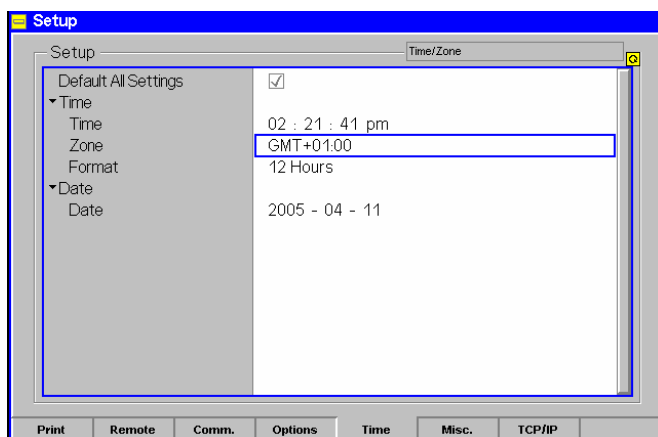 Setup
Setup Time/Zone
Q
Default All Settings
Time
Time 02 : 21 : 41 pm
Zone GMT+01:00
Format 12 Hours
Date
Date 2005 - 04 - 11
Print Remote Comm. Options Time Misc. TCP/IP